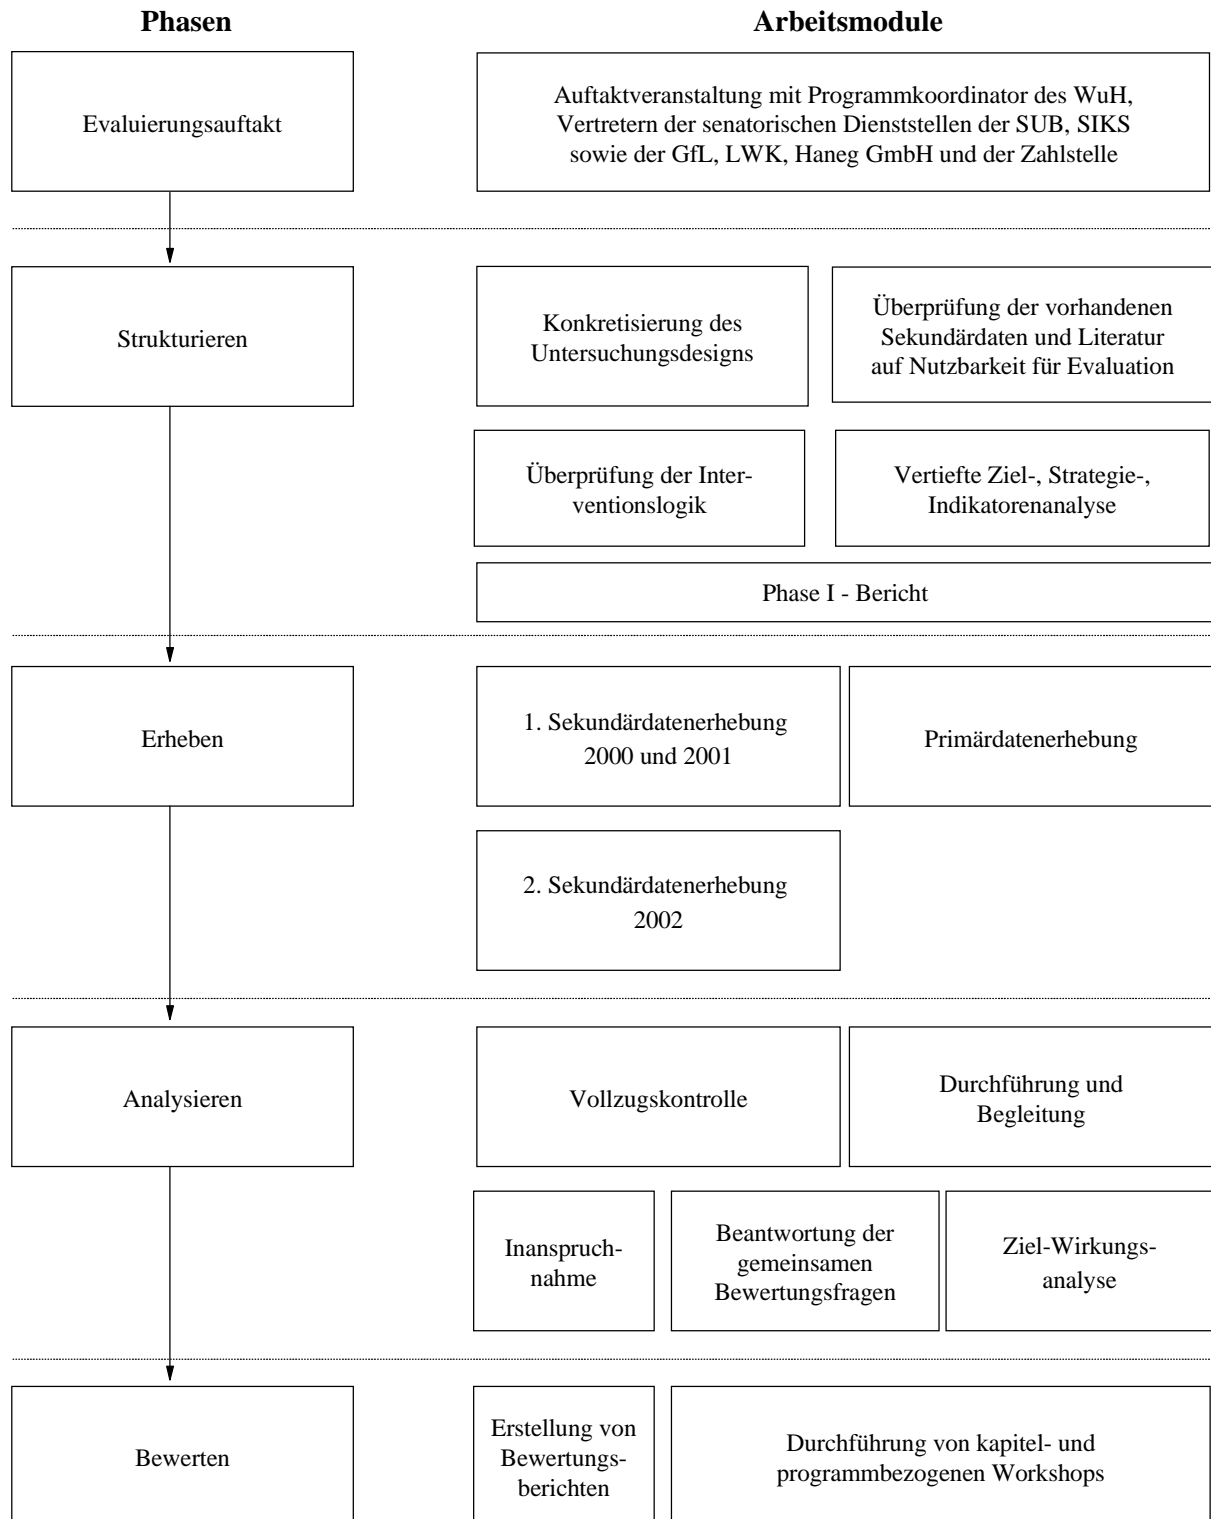 Phasen
Arbeitsmodule
Evaluierungsauftakt
Auftaktveranstaltung mit Programmkoordinator des WuH,
Vertretern der senatorischen Dienststellen der SUB, SIKS
sowie der GfL, LWK, Haneg GmbH und der Zahlstelle
Strukturieren
Konkretisierung des
Untersuchungsdesigns
Überprüfung der vorhandenen
Sekundärdaten und Literatur
auf Nutzbarkeit für Evaluation
Überprüfung der Inter-
ventionslogik
Vertiefte Ziel-, Strategie-,
Indikatorenanalyse
Phase I - Bericht
Erheben
1. Sekundärdatenerhebung
2000 und 2001
Primärdatenerhebung
2. Sekundärdatenerhebung
2002
Analysieren
Vollzugskontrolle
Durchführung und
Begleitung
Inanspruch-
nahme
Beantwortung der
gemeinsamen
Bewertungsfragen
Ziel-Wirkungs-
analyse
Bewerten
Erstellung von
Bewertungs-
berichten
Durchführung von kapitel- und
programmbezogenen Workshops